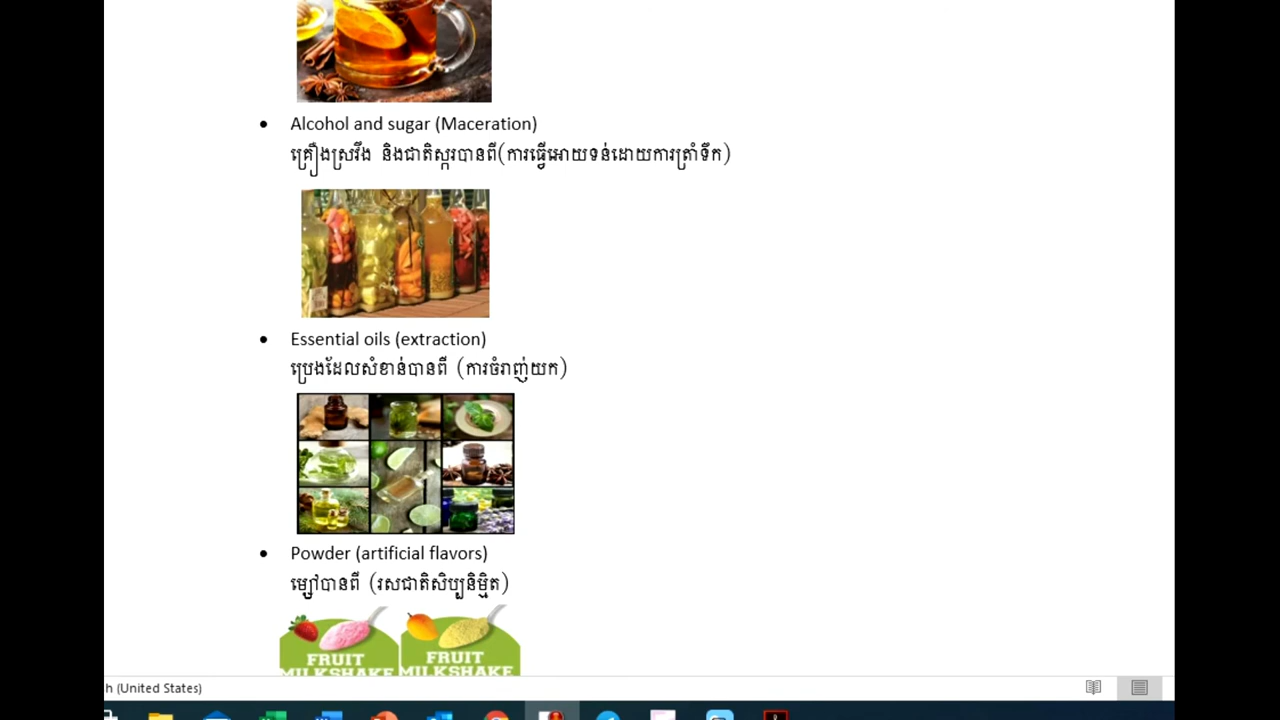 Alcohol and sugar (Maceration)
គ្រឿងស្រវឹង និងជាតិស្ករបានពី(ការធ្វើអោយទន់ដោយការត្រាំទឹក)
Essential oils (extraction)
ប្រេងដែលសំខាន់បានពី (ការចំរាញ់យក)
Powder (artificial flavors)
ម្សៅបានពី (រសជាតិសិប្បនិម្មិត)
FRUIT MILKSHAKE
FRUIT MILKSHAKE
h (United States)